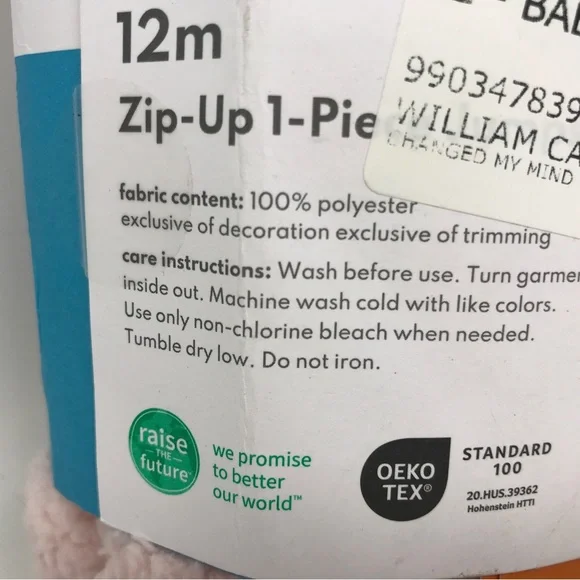 12m
Zip-Up 1-Pie
990347839
WILLIAM CA
CHANGED MY MIND
fabric content: 100% polyester
exclusive of decoration exclusive of trimming
care instructions: Wash before use. Turn garmen
inside out. Machine wash cold with like colors.
Use only non-chlorine bleach when needed.
Tumble dry low. Do not iron.
raise
THE
future
we promise
to better
our world™
OEKO
TEX®
STANDARD
100
20.HUS.39362
Hohenstein HTTI